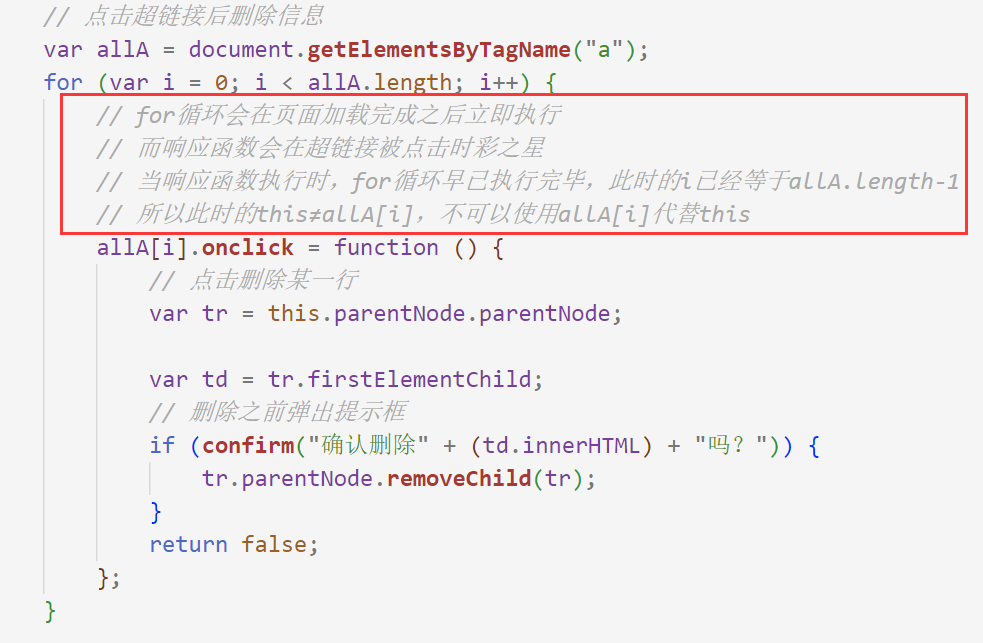 // 点击超链接后删除信息
var allA = document.getElementsByTagName("a");
for (var i = 0; i < allA.length; i++) {
// for循环会在页面加载完成之后立即执行
// 而响应函数会在超链接被点击时彩之星
// 当响应函数执行时，for循环早已执行完毕，此时的i已经等于allA.length-1
// 所以此时的this≠allA[i]，不可以使用allA[i]代替this
allA[i].onclick = function () {
// 点击删除某一行
var tr = this.parentNode.parentNode;
var td = tr.firstElementChild;
// 删除之前弹出提示框
if (confirm("确认删除" + (td.innerHTML) + "吗？")) {
tr.parentNode.removeChild(tr);
}
return false;
};
}